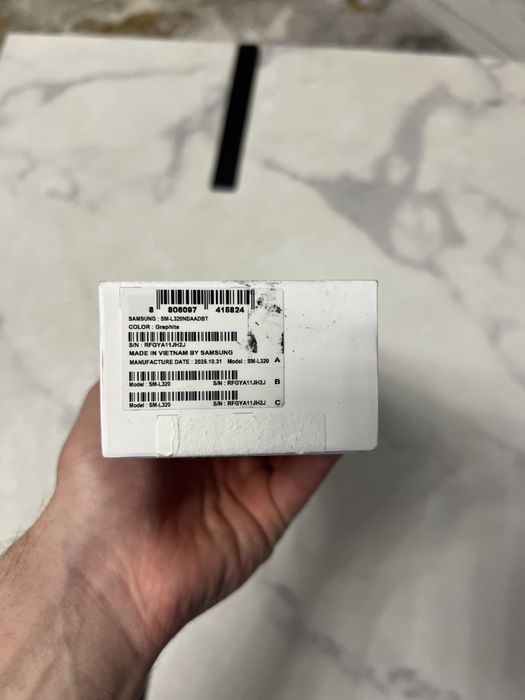 8 806097 415824
SAMSUNG : SM-L320NDAADBT
COLOR : Graphite
S/N : RFGYA11JH2J
MADE IN VIETNAM BY SAMSUNG
MANUFACTURE DATE : 2025.10.31 Model : SM-L320 A
Model : SM-L320 S/N : RFGYA11JH2J B
Model : SM-L320 S/N : RFGYA11JH2J C